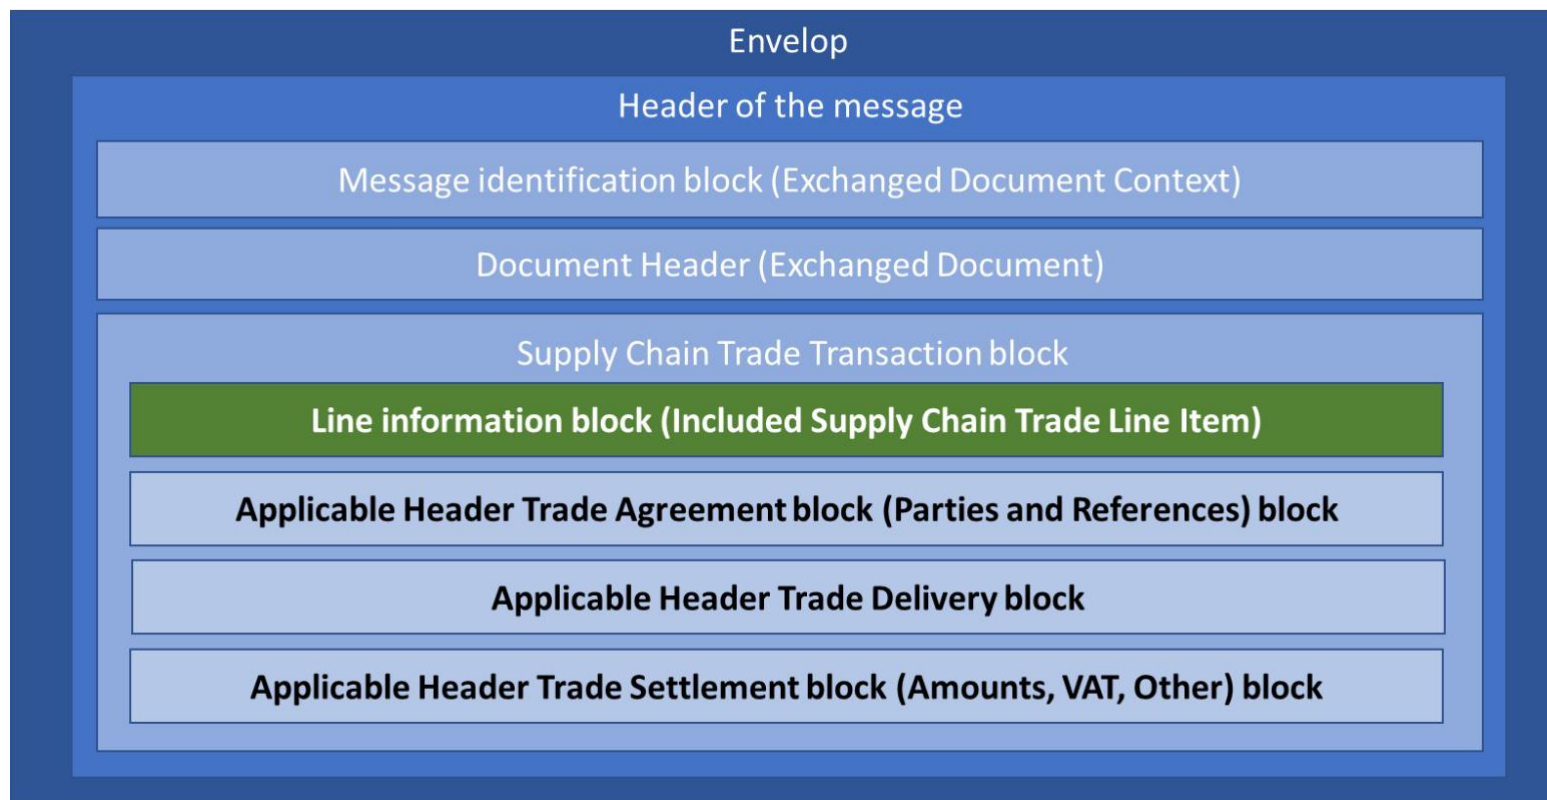 Envelop
Header of the message
Message identification block (Exchanged Document Context)
Document Header (Exchanged Document)
Supply Chain Trade Transaction block
Line information block (Included Supply Chain Trade Line Item)
Applicable Header Trade Agreement block (Parties and References) block
Applicable Header Trade Delivery block
Applicable Header Trade Settlement block (Amounts, VAT, Other) block